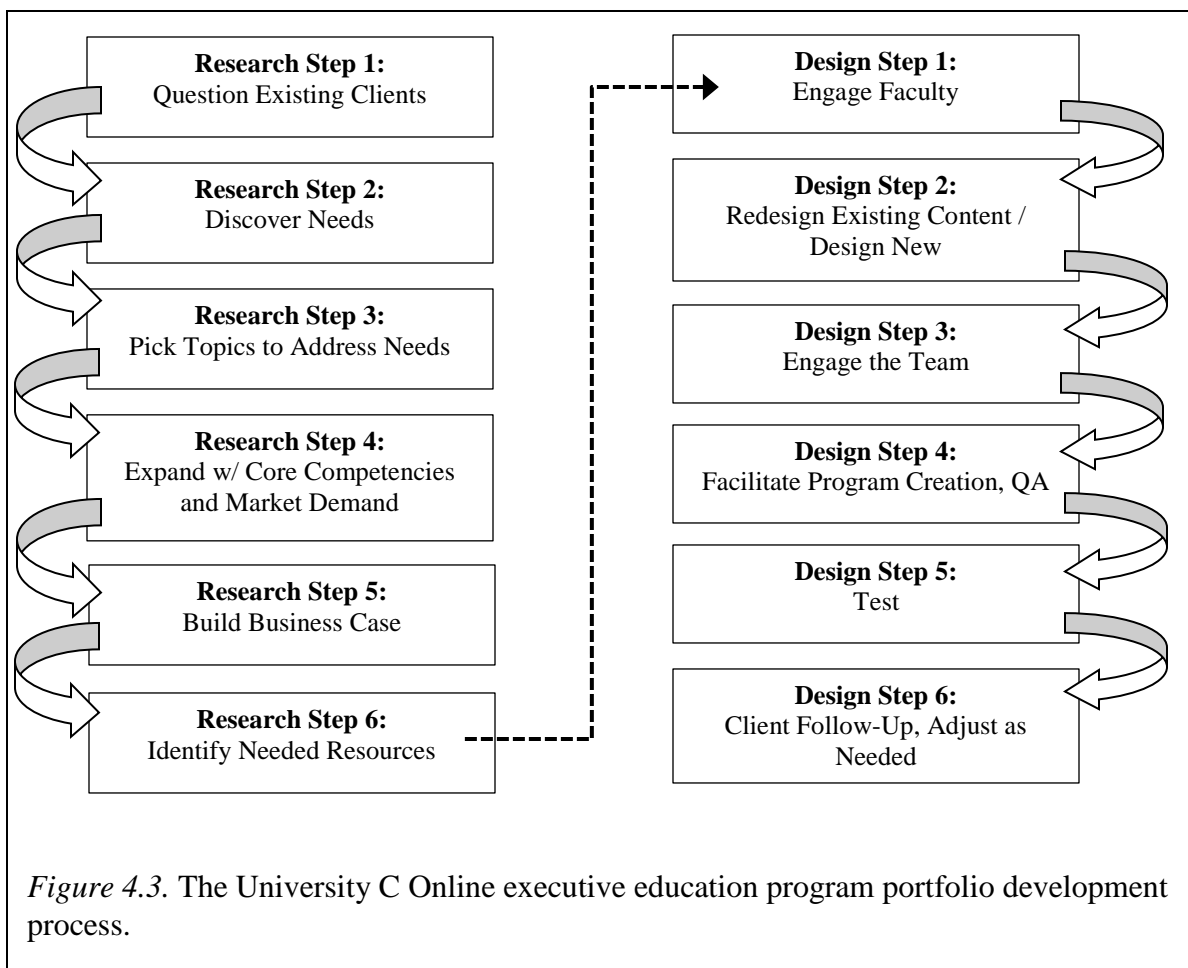 Research Step 1:
Question Existing Clients
Research Step 2:
Discover Needs
Research Step 3:
Pick Topics to Address Needs
Research Step 4:
Expand w/ Core Competencies
and Market Demand
Research Step 5:
Build Business Case
Research Step 6:
Identify Needed Resources
Design Step 1:
Engage Faculty
Design Step 2:
Redesign Existing Content /
Design New
Design Step 3:
Engage the Team
Design Step 4:
Facilitate Program Creation, QA
Design Step 5:
Test
Design Step 6:
Client Follow-Up, Adjust as
Needed
Figure 4.3. The University C Online executive education program portfolio development
process.